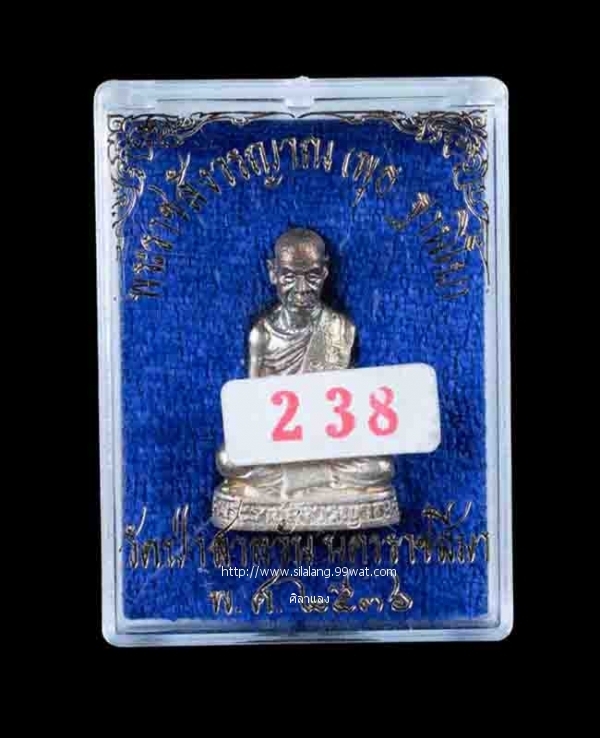 พระราชสังวรญาณ (พุธ ฐานิโย)
238
วัดป่าสาลวัน นครราชสีมา
http://www.silalang.99wat.com
พ.ศ. ๒๕๓๖
ศิลาแลง